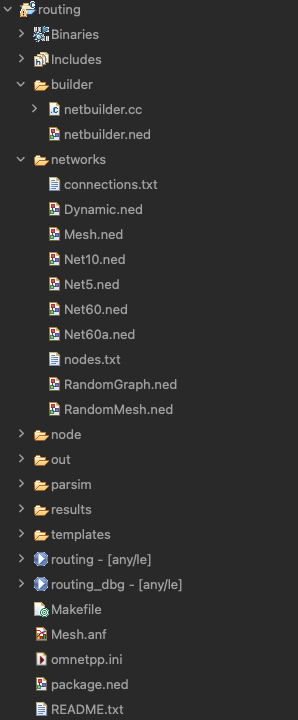 routing
Binaries
Includes
builder
netbuilder.cc
netbuilder.ned
networks
connections.txt
Dynamic.ned
Mesh.ned
Net10.ned
Net5.ned
Net60.ned
Net60a.ned
nodes.txt
RandomGraph.ned
RandomMesh.ned
node
out
parsim
results
templates
routing - [any/le]
routing_dbg - [any/le]
Makefile
Mesh.anf
omnetpp.ini
package.ned
README.txt